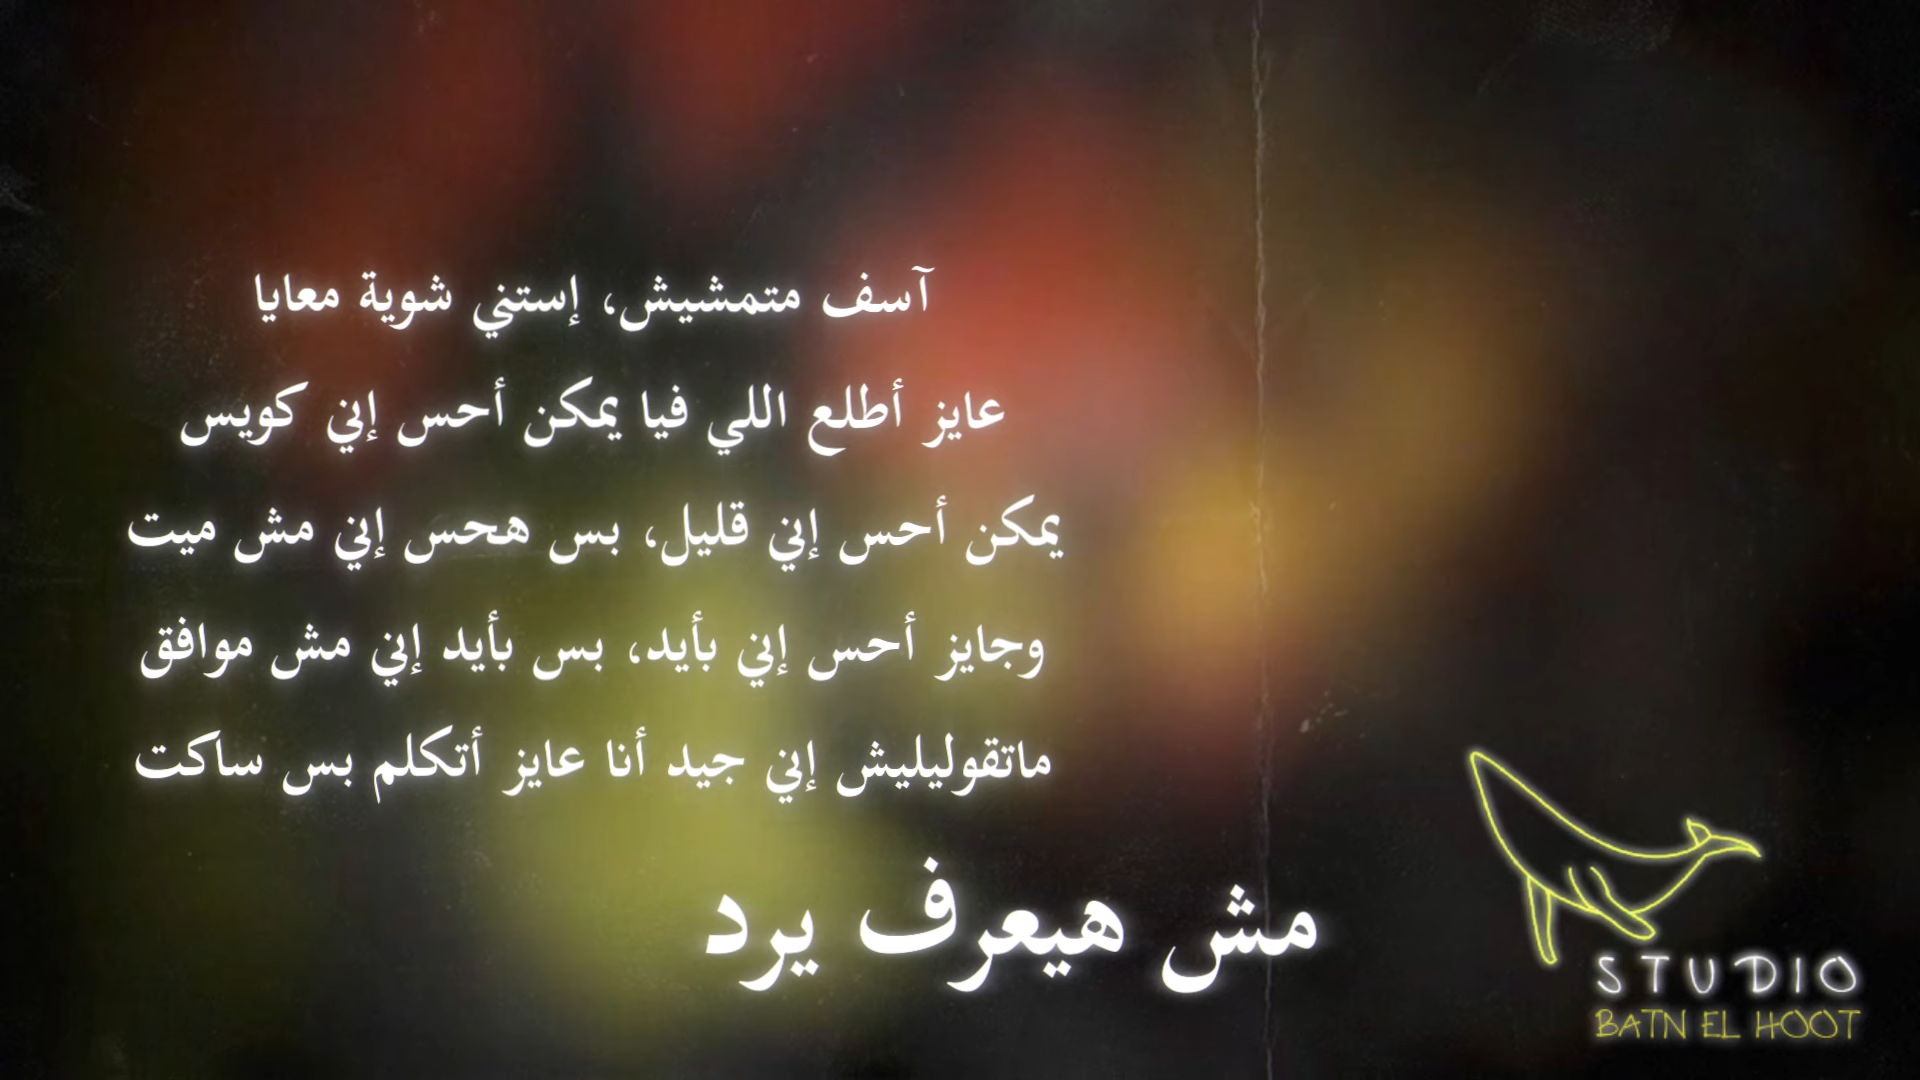 آسف متمشيش، إستني شوية معايا
عايز أطلع اللي فيا يمكن أحس إني كويس
يمكن أحس إني قليل، بس هحس إني مش ميت
وجايز أحس إني بأيد، بس بأيد إني مش موافق
ماتقوليليش إني جيد أنا عايز أتكلم بس ساكت
مش هيعرف يرد
STUDIO
BATN EL HOOT